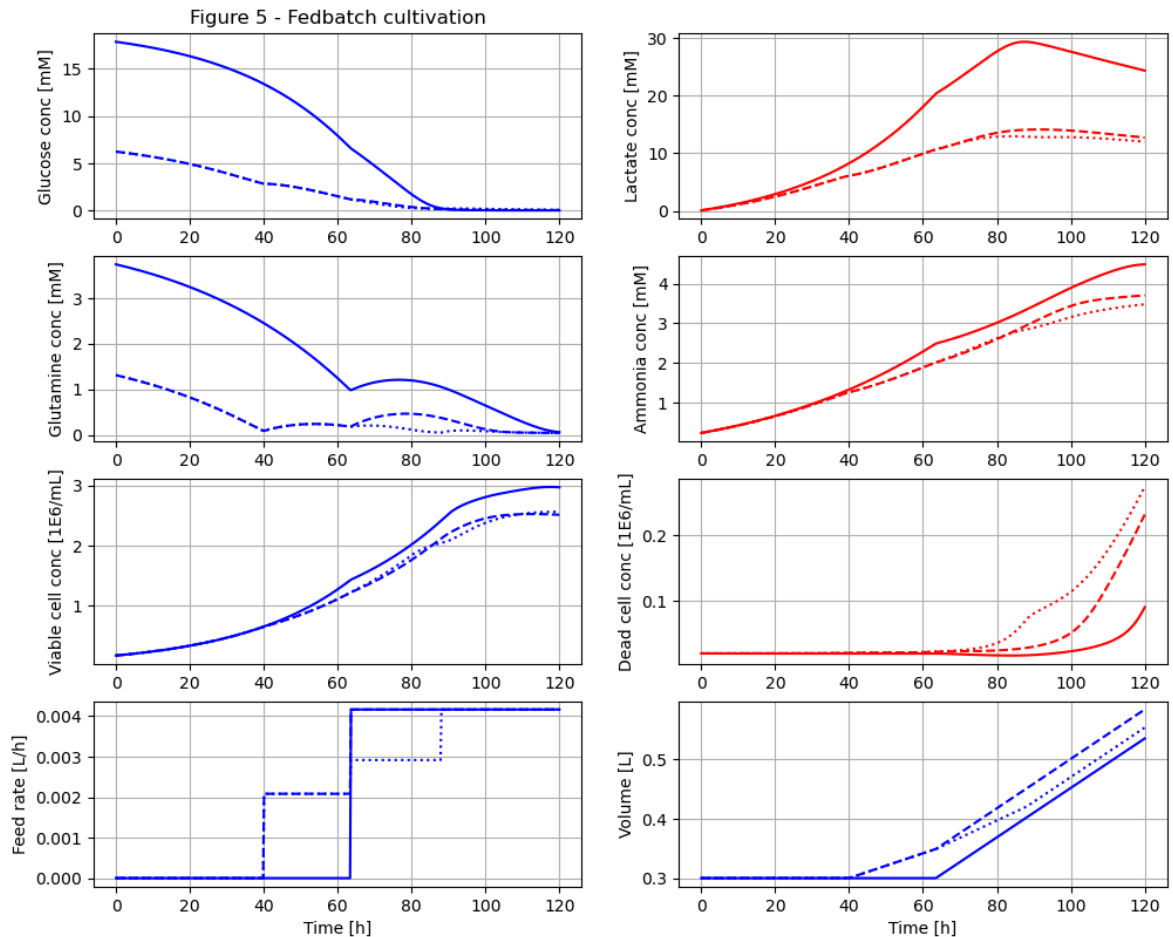 Figure 5 - Fedbatch cultivation
Glucose conc [mM]
15
10
5
0
0 20 40 60 80 100 120
Lactate conc [mM]
30
20
10
0
0 20 40 60 80 100 120
Glutamine conc [mM]
3
2
1
0
0 20 40 60 80 100 120
Ammonia conc [mM]
4
3
2
1
0 20 40 60 80 100 120
Viable cell conc [1E6/mL]
3
2
1
0 20 40 60 80 100 120
Dead cell conc [1E6/mL]
0.2
0.1
0 20 40 60 80 100 120
Feed rate [L/h]
0.004
0.003
0.002
0.001
0.000
0 20 40 60 80 100 120
Time [h]
Volume [L]
0.5
0.4
0.3
0 20 40 60 80 100 120
Time [h]